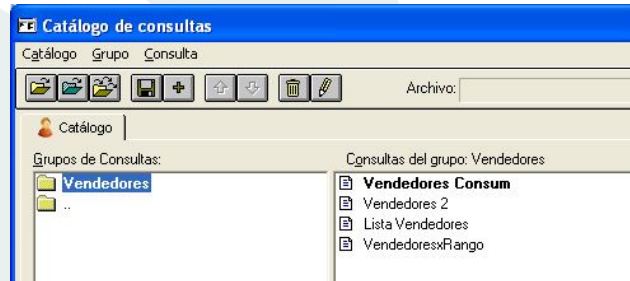 Catálogo de consultas
Catálogo Grupo Consulta
Archivo:
Catálogo
Grupos de Consultas:
Consultas del grupo: Vendedores
Vendedores
..
Vendedores Consum
Vendedores 2
Lista Vendedores
VendedoresxRango